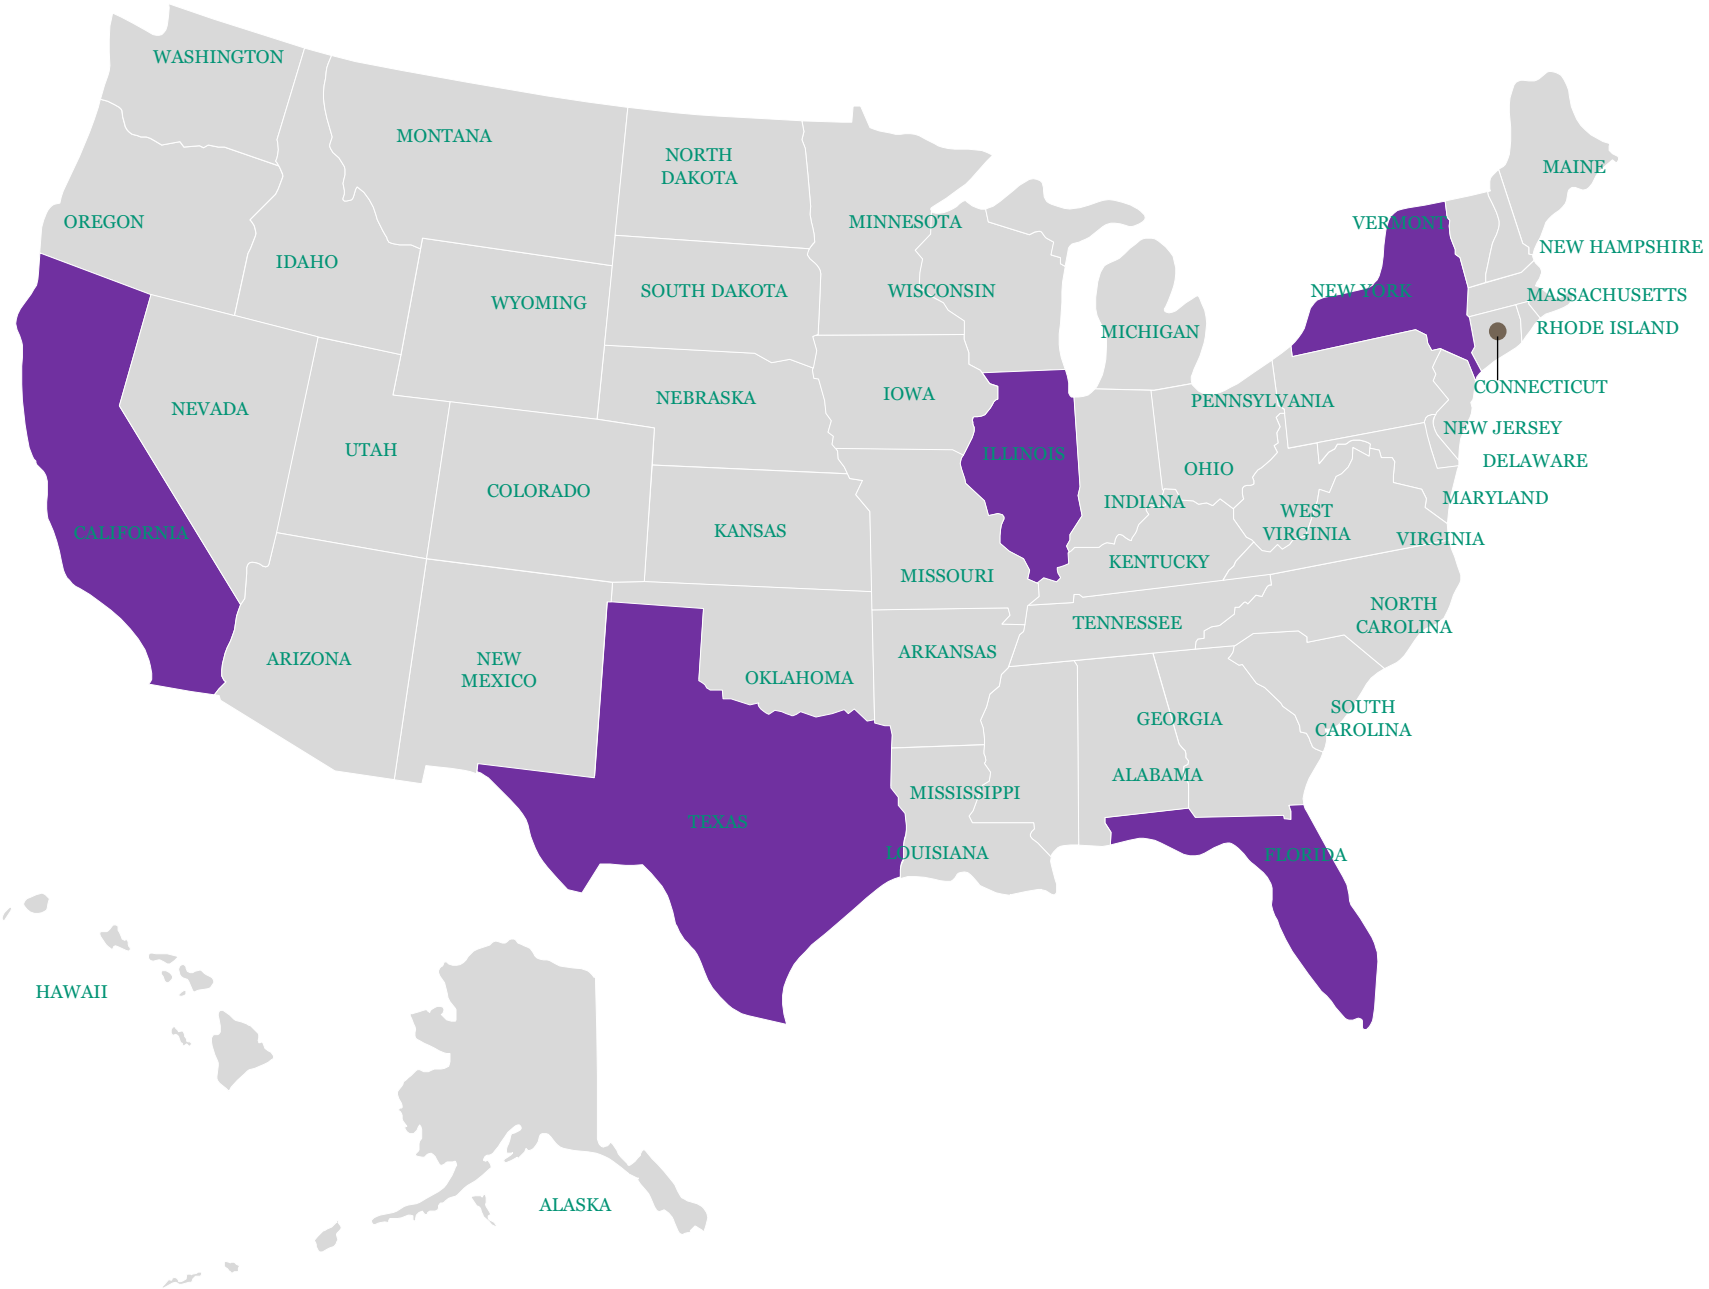 WASHINGTON
MONTANA
NORTH
DAKOTA
MAINE
OREGON
MINNESOTA
VERMONT
NEW HAMPSHIRE
IDAHO
WYOMING
SOUTH DAKOTA
WISCONSIN
NEW YORK
MASSACHUSETTS
MICHIGAN
RHODE ISLAND
CONNECTICUT
NEVADA
NEBRASKA
IOWA
PENNSYLVANIA
NEW JERSEY
UTAH
ILLINOIS
OHIO
DELAWARE
COLORADO
INDIANA
MARYLAND
CALIFORNIA
KANSAS
WEST
VIRGINIA
VIRGINIA
MISSOURI
KENTUCKY
NORTH
CAROLINA
TENNESSEE
ARIZONA
NEW
MEXICO
OKLAHOMA
ARKANSAS
GEORGIA
SOUTH
CAROLINA
ALABAMA
MISSISSIPPI
TEXAS
LOUISIANA
FLORIDA
HAWAII
ALASKA